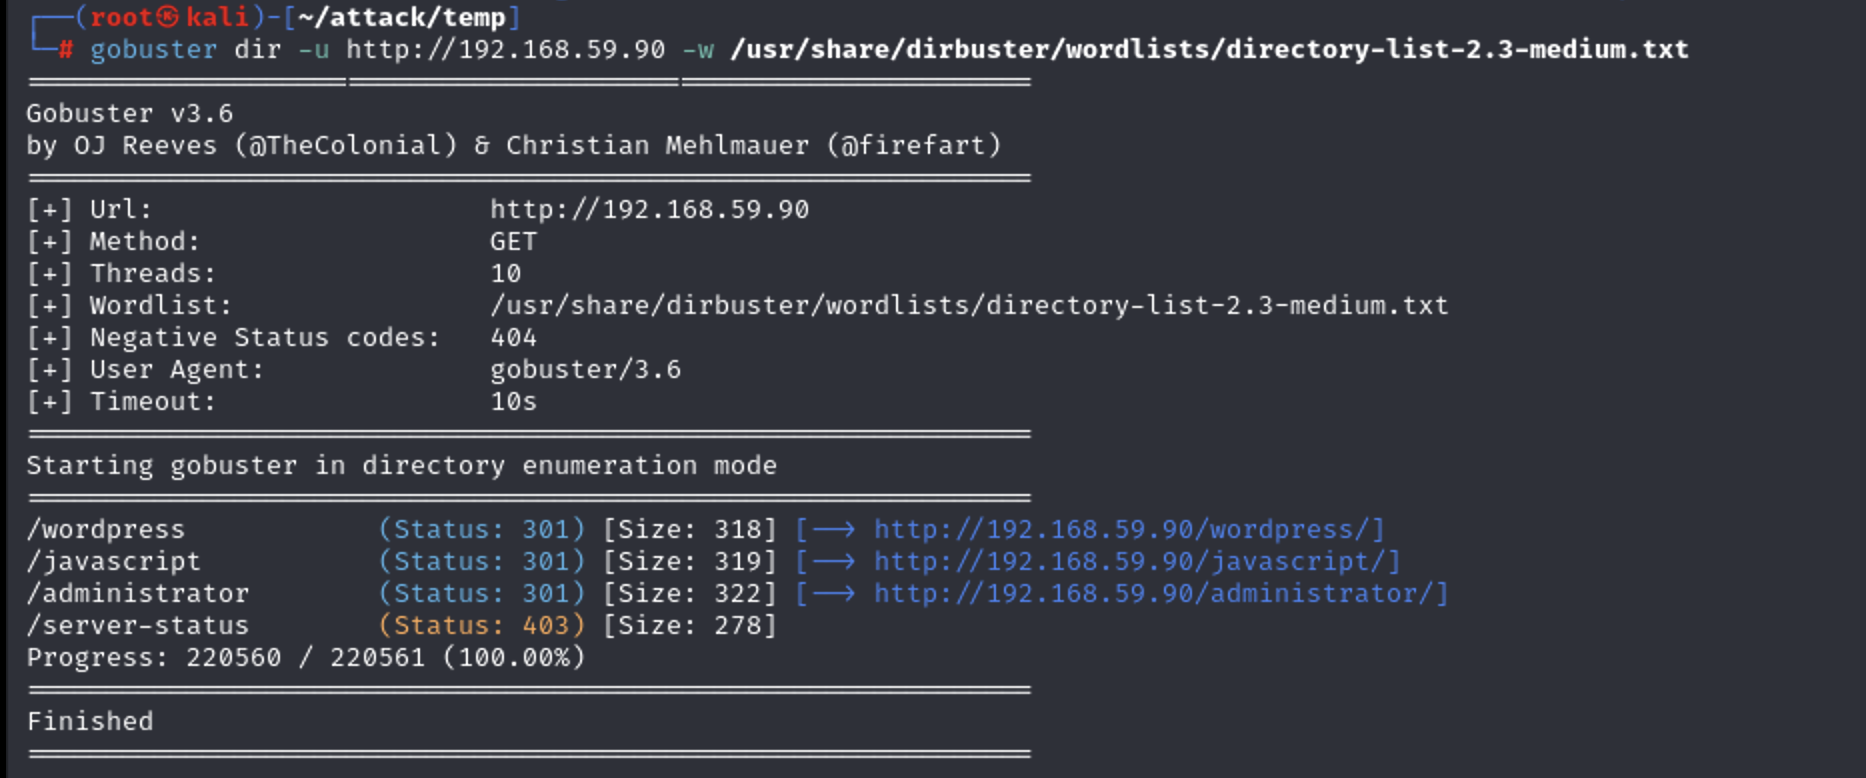 ┌──(root㉿kali)-[~/attack/temp]
└─# gobuster dir -u http://192.168.59.90 -w /usr/share/dirbuster/wordlists/directory-list-2.3-medium.txt
===============================================================
Gobuster v3.6
by OJ Reeves (@TheColonial) & Christian Mehlmauer (@firefart)
===============================================================
[+] Url:                     http://192.168.59.90
[+] Method:                  GET
[+] Threads:                 10
[+] Wordlist:                /usr/share/dirbuster/wordlists/directory-list-2.3-medium.txt
[+] Negative Status codes:   404
[+] User Agent:              gobuster/3.6
[+] Timeout:                 10s
===============================================================
Starting gobuster in directory enumeration mode
===============================================================
/wordpress            (Status: 301) [Size: 318] [--> http://192.168.59.90/wordpress/]
/javascript           (Status: 301) [Size: 319] [--> http://192.168.59.90/javascript/]
/administrator        (Status: 301) [Size: 322] [--> http://192.168.59.90/administrator/]
/server-status        (Status: 403) [Size: 278]
Progress: 220560 / 220561 (100.00%)
===============================================================
Finished
===============================================================